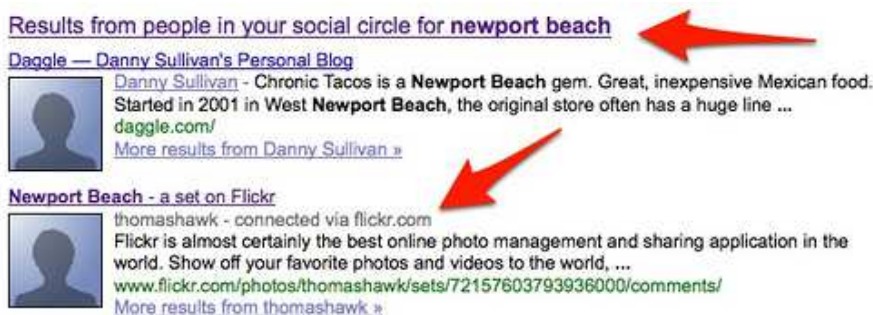 Results from people in your social circle for newport beach
Daggle — Danny Sullivan's Personal Blog
Danny Sullivan - Chronic Tacos is a Newport Beach gem. Great, inexpensive Mexican food.
Started in 2001 in West Newport Beach, the original store often has a huge line ...
daggle.com/
More results from Danny Sullivan »
Newport Beach - a set on Flickr
thomashawk - connected via flickr.com
Flickr is almost certainly the best online photo management and sharing application in the
world. Show off your favorite photos and videos to the world, ...
www.flickr.com/photos/thomashawk/sets/72157603793936000/comments/
More results from thomashawk »